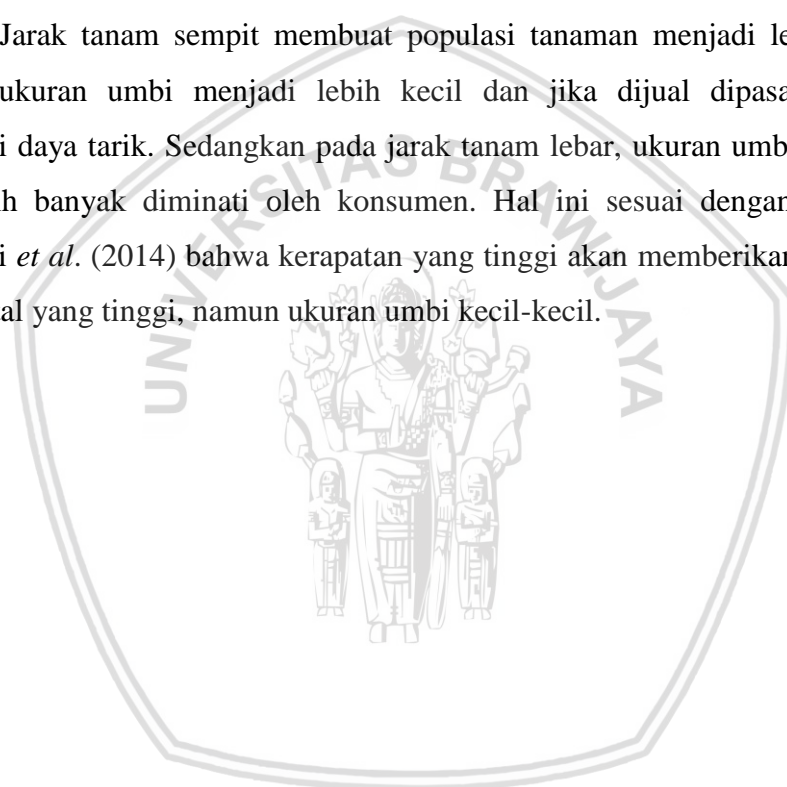 Jarak tanam sempit membuat populasi tanaman menjadi le
ukuran umbi menjadi lebih kecil dan jika dijual dipasa
i daya tarik. Sedangkan pada jarak tanam lebar, ukuran umb
h banyak diminati oleh konsumen. Hal ini sesuai dengan
i et al. (2014) bahwa kerapatan yang tinggi akan memberikan
al yang tinggi, namun ukuran umbi kecil-kecil.
UNIVERSITAS BRAWIJAYA